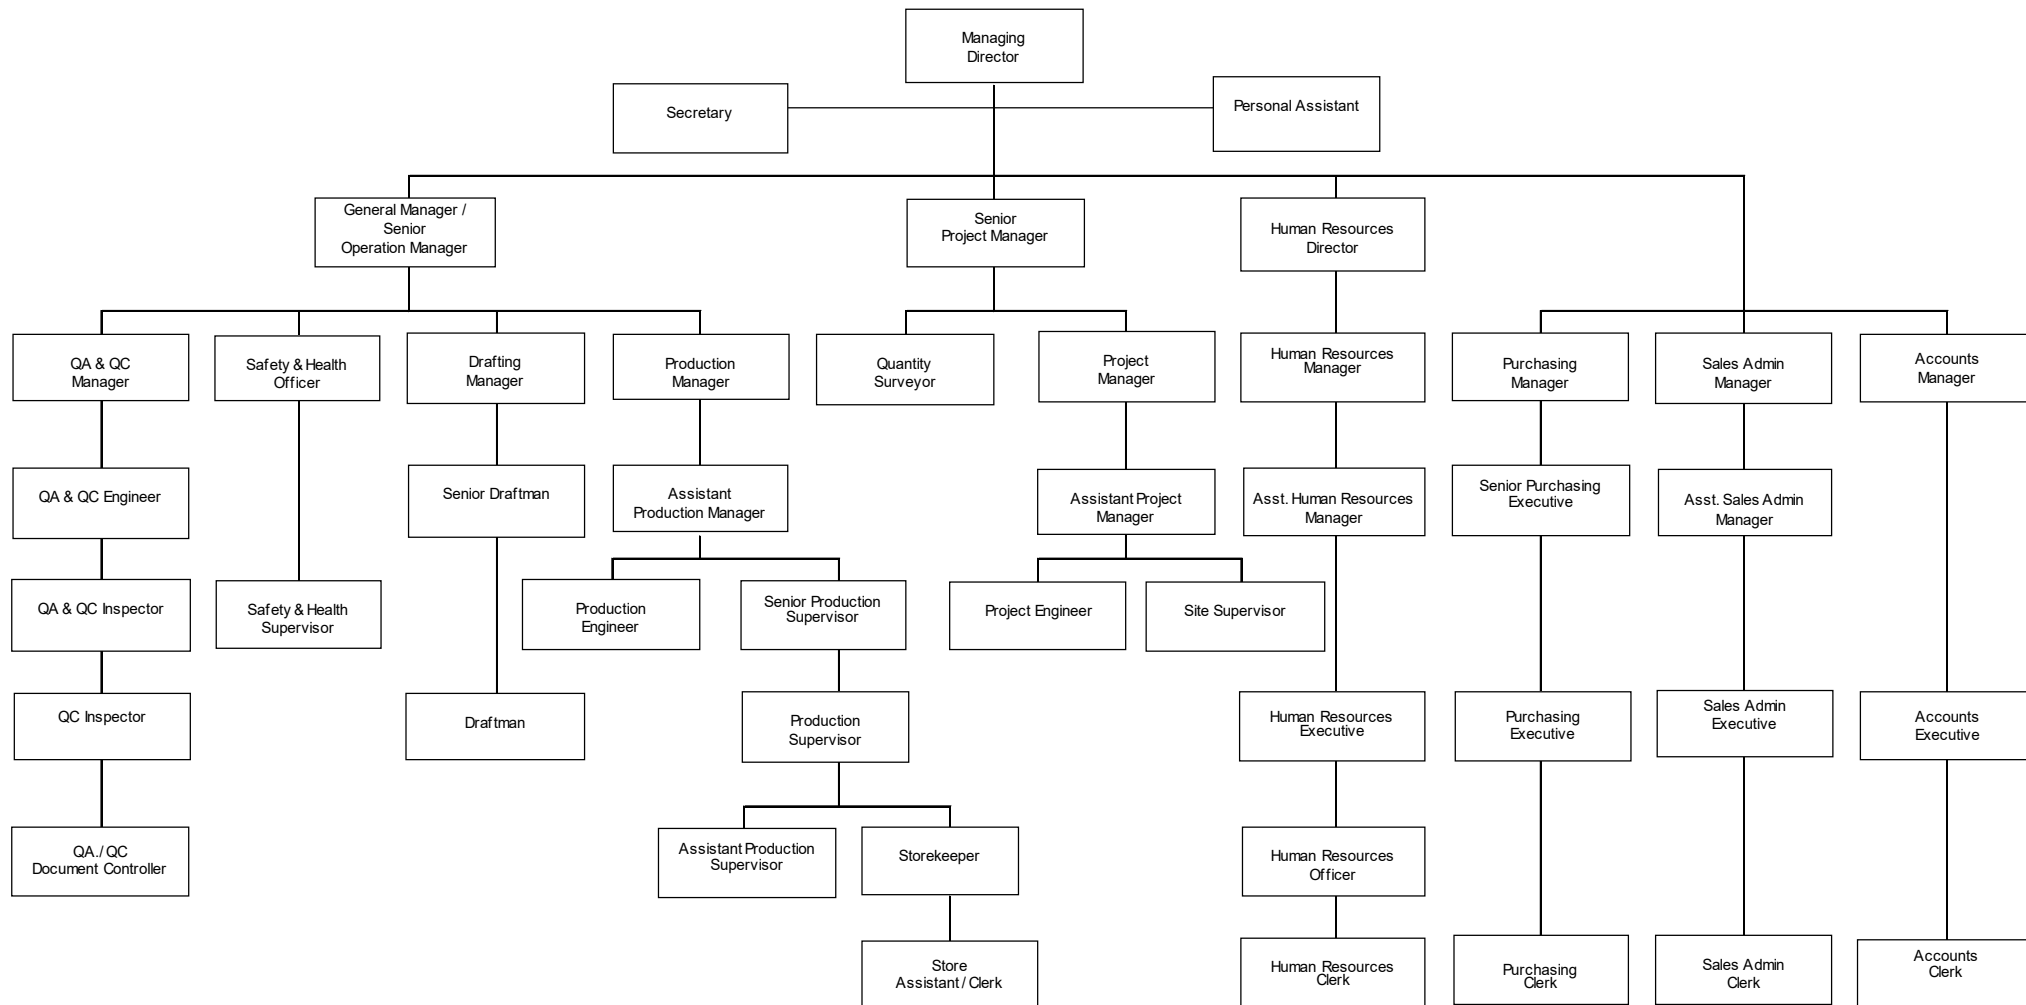 Managing
Director
Secretary
Personal Assistant
General Manager /
Senior
Operation Manager
Senior
Project Manager
Human Resources
Director
QA & QC
Manager
Safety & Health
Officer
Drafting
Manager
Production
Manager
Quantity
Surveyor
Project
Manager
Human Resources
Manager
Purchasing
Manager
Sales Admin
Manager
Accounts
Manager
QA & QC Engineer
Senior Draftman
Assistant
Production Manager
Assistant Project
Manager
Asst. Human Resources
Manager
Senior Purchasing
Executive
Asst. Sales Admin
Manager
QA & QC Inspector
Safety & Health
Supervisor
Production
Engineer
Senior Production
Supervisor
Project Engineer
Site Supervisor
QC Inspector
Draftman
Production
Supervisor
Human Resources
Executive
Purchasing
Executive
Sales Admin
Executive
Accounts
Executive
QA./ QC
Document Controller
Assistant Production
Supervisor
Storekeeper
Human Resources
Officer
Store
Assistant / Clerk
Human Resources
Clerk
Purchasing
Clerk
Sales Admin
Clerk
Accounts
Clerk